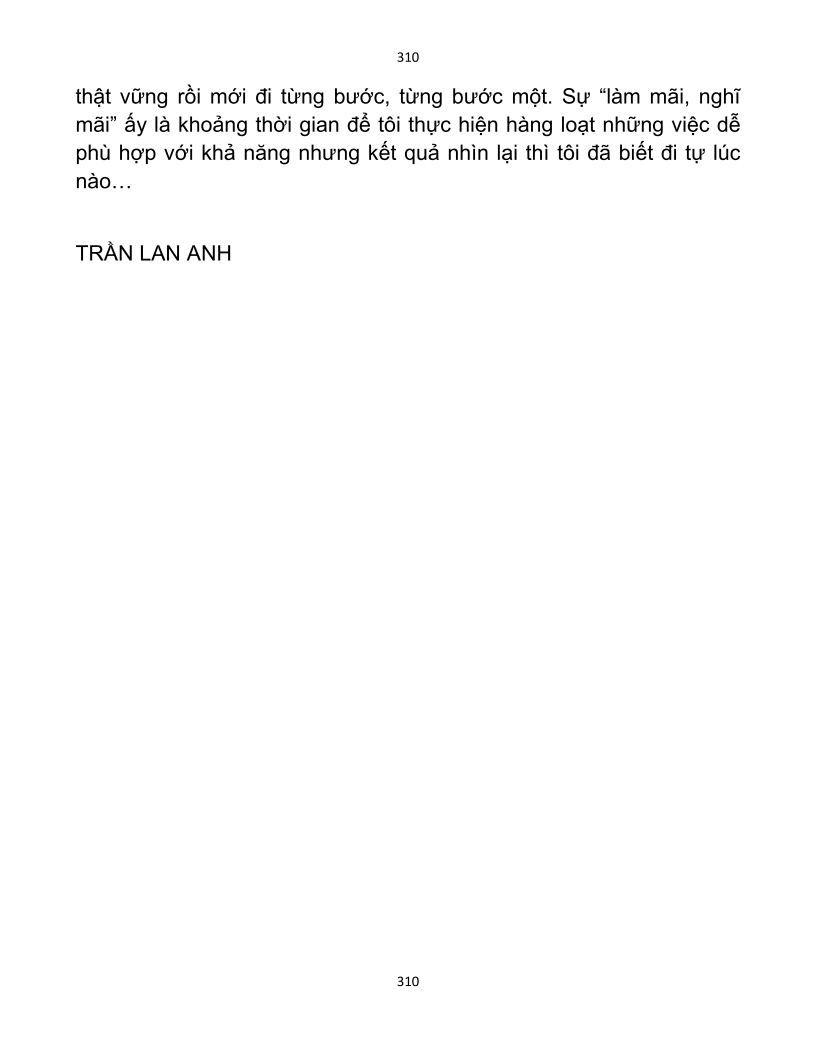 310
thật vững rồi mới đi từng bước, từng bước một. Sự “làm mãi, nghĩ
mãi” ấy là khoảng thời gian để tôi thực hiện hàng loạt những việc dễ
phù hợp với khả năng nhưng kết quả nhìn lại thì tôi đã biết đi tự lúc
nào…
TRẦN LAN ANH
310